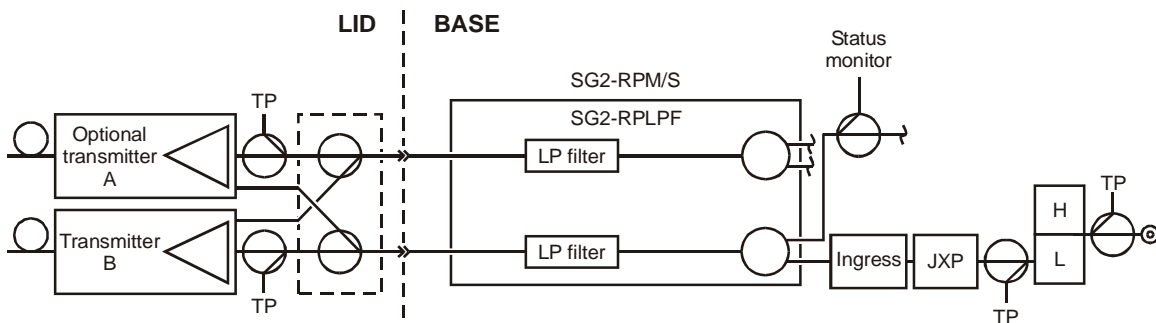 LID
BASE
Status
monitor
SG2-RPM/S
SG2-RPLPF
TP
Optional
transmitter
A
LP filter
TP
H
Transmitter
B
LP filter
Ingress
JXP
L
TP
TP